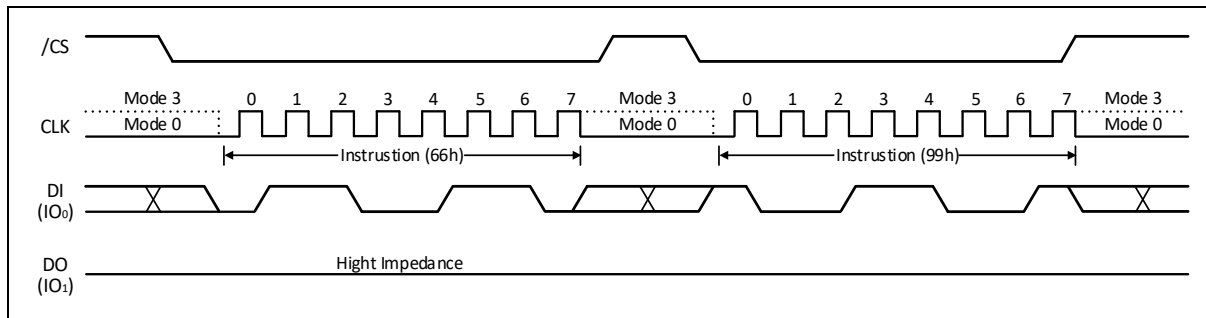 /CS
Mode 3 0 1 2 3 4 5 6 7 Mode 3 0 1 2 3 4 5 6 7 Mode 3
CLK Mode 0 Mode 0 Mode 0
Instrustion (66h) Instrustion (99h)
DI
(IO0)
DO Hight Impedance
(IO1)